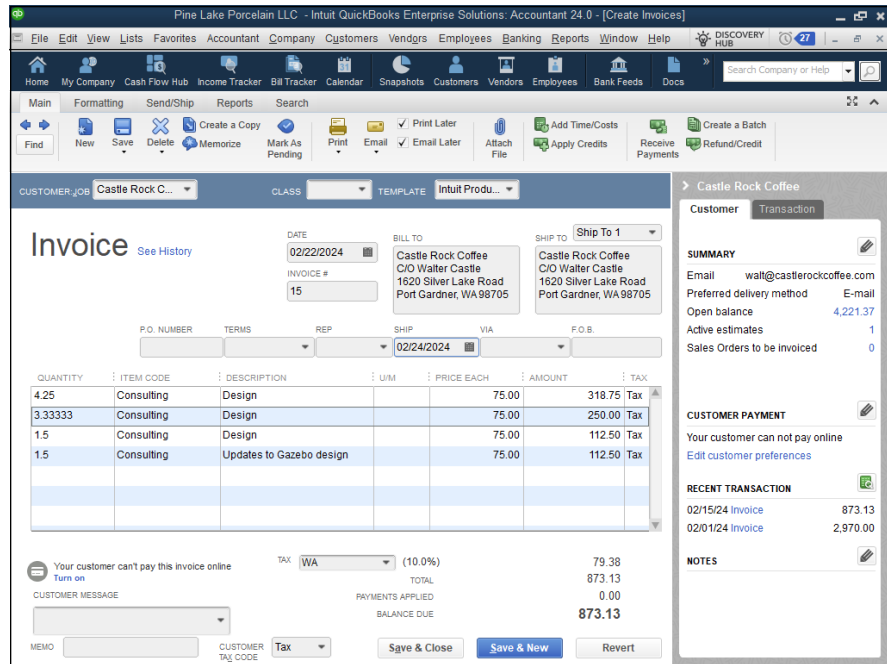 qb Pine Lake Porcelain LLC - Intuit QuickBooks Enterprise Solutions: Accountant 24.0 - [Create Invoices]
File Edit View Lists Favorites Accountant Company Customers Vendors Employees Banking Reports Window Help DISCOVERY HUB 27
Home My Company Cash Flow Hub Income Tracker Bill Tracker Calendar Snapshots Customers Vendors Employees Bank Feeds Docs » Search Company or Help
Main Formatting Send/Ship Reports Search
Find New Save Delete Create a Copy Memorize Mark As Pending Print Email Print Later Email Later Attach File Add Time/Costs Apply Credits Receive Payments Create a Batch Refund/Credit
CUSTOMER:JOB Castle Rock C... CLASS TEMPLATE Intuit Produ...
Invoice See History
DATE
02/22/2024
INVOICE #
15
BILL TO
Castle Rock Coffee
C/O Walter Castle
1620 Silver Lake Road
Port Gardner, WA 98705
SHIP TO Ship To 1
Castle Rock Coffee
C/O Walter Castle
1620 Silver Lake Road
Port Gardner, WA 98705
P.O. NUMBER TERMS REP SHIP VIA F.O.B.
02/24/2024
QUANTITY ITEM CODE DESCRIPTION U/M PRICE EACH AMOUNT TAX
4.25 Consulting Design 75.00 318.75 Tax
3.33333 Consulting Design 75.00 250.00 Tax
1.5 Consulting Design 75.00 112.50 Tax
1.5 Consulting Updates to Gazebo design 75.00 112.50 Tax
Your customer can't pay this invoice online
Turn on
TAX WA (10.0%) 79.38
TOTAL 873.13
PAYMENTS APPLIED 0.00
BALANCE DUE 873.13
CUSTOMER MESSAGE
MEMO CUSTOMER TAX CODE Tax Save & Close Save & New Revert
Castle Rock Coffee
Customer Transaction
SUMMARY
Email walt@castlerockcoffee.com
Preferred delivery method E-mail
Open balance 4,221.37
Active estimates 1
Sales Orders to be invoiced 0
CUSTOMER PAYMENT
Your customer can not pay online
Edit customer preferences
RECENT TRANSACTION
02/15/24 Invoice 873.13
02/01/24 Invoice 2,970.00
NOTES